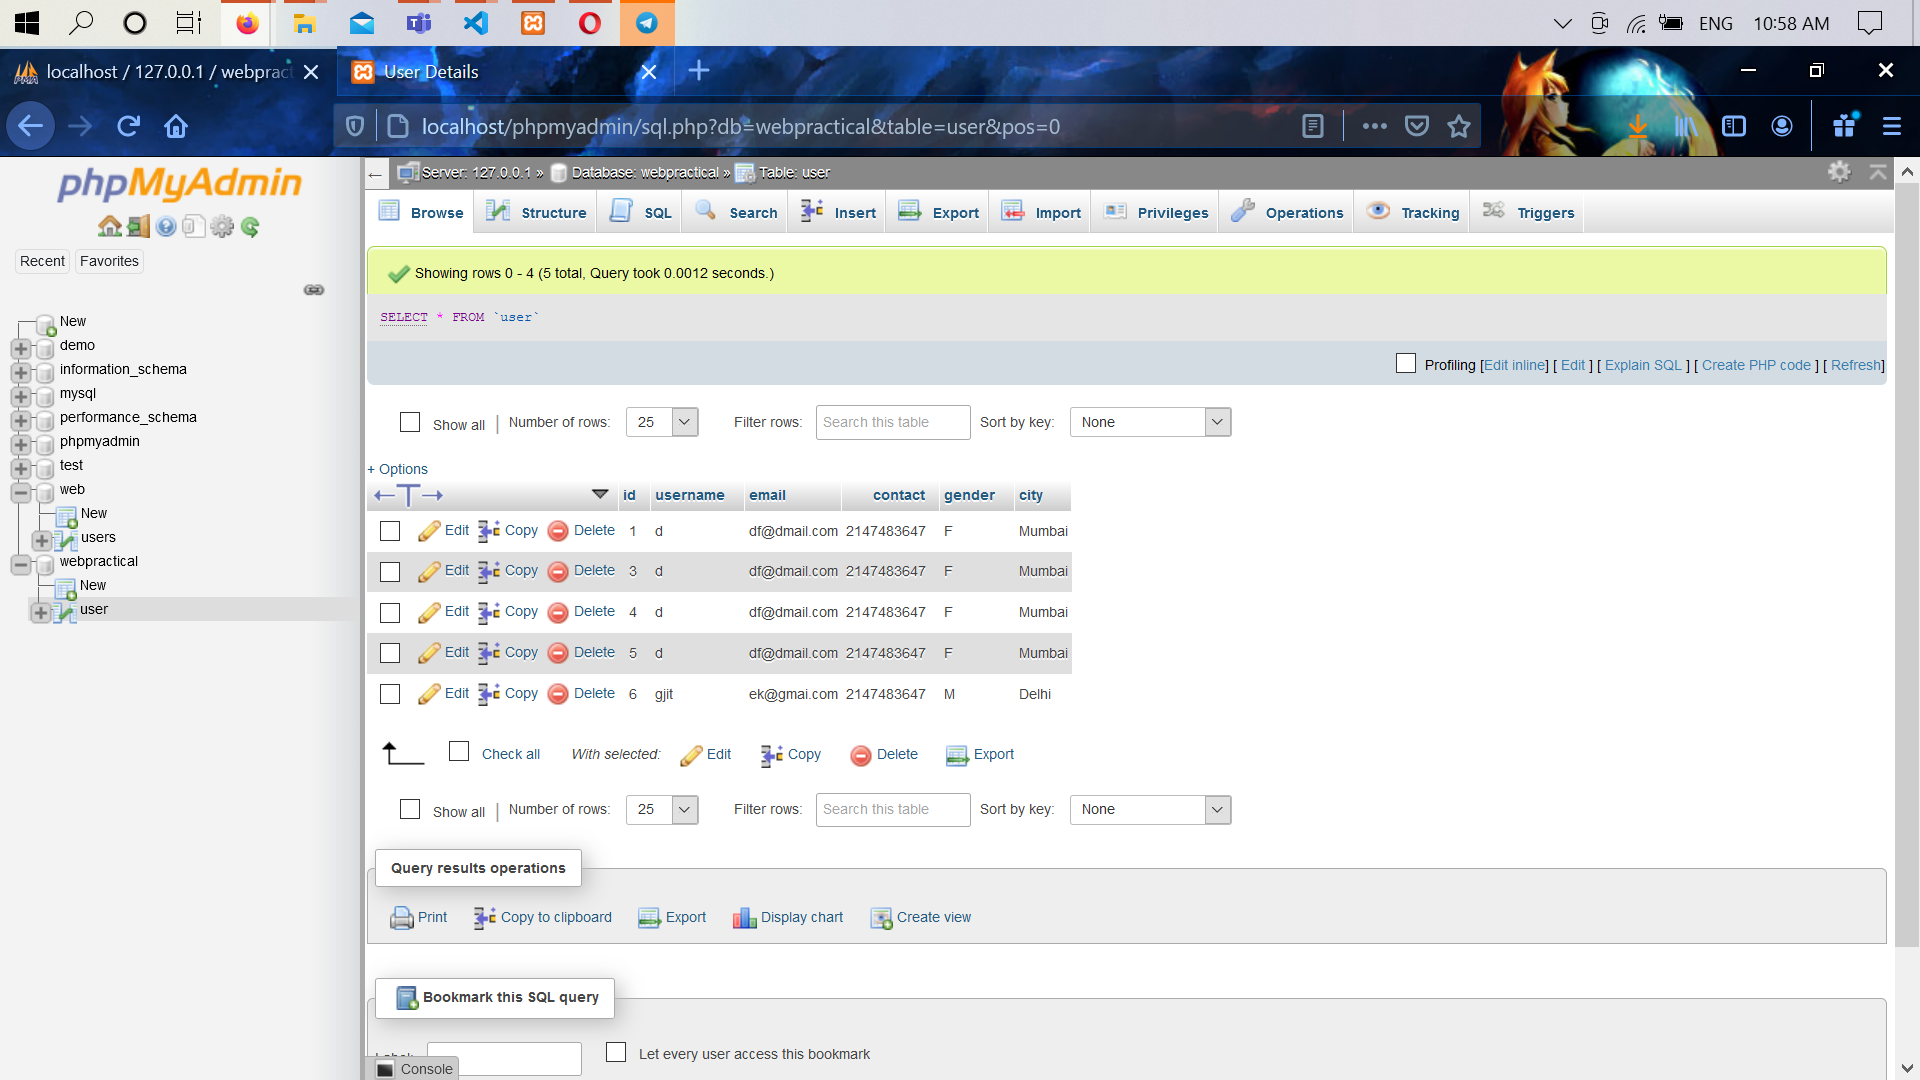 ENG 10:58 AM
localhost / 127.0.0.1 / webpract
User Details
localhost/phpmyadmin/sql.php?db=webpractical&table=user&pos=0
phpMyAdmin
Recent Favorites
New
demo
information_schema
mysql
performance_schema
phpmyadmin
test
web
New
users
webpractical
New
user
Server: 127.0.0.1 » Database: webpractical » Table: user
Browse Structure SQL Search Insert Export Import Privileges Operations Tracking Triggers
Showing rows 0 - 4 (5 total, Query took 0.0012 seconds.)
SELECT * FROM `user`
Profiling [Edit inline] [ Edit ] [ Explain SQL ] [ Create PHP code ] [ Refresh]
Show all | Number of rows: 25 Filter rows: Search this table Sort by key: None
+ Options
id username email contact gender city
Edit Copy Delete 1 d df@dmail.com 2147483647 F Mumbai
Edit Copy Delete 3 d df@dmail.com 2147483647 F Mumbai
Edit Copy Delete 4 d df@dmail.com 2147483647 F Mumbai
Edit Copy Delete 5 d df@dmail.com 2147483647 F Mumbai
Edit Copy Delete 6 gjit ek@gmai.com 2147483647 M Delhi
Check all With selected: Edit Copy Delete Export
Show all | Number of rows: 25 Filter rows: Search this table Sort by key: None
Query results operations
Print Copy to clipboard Export Display chart Create view
Bookmark this SQL query
Let every user access this bookmark
Console